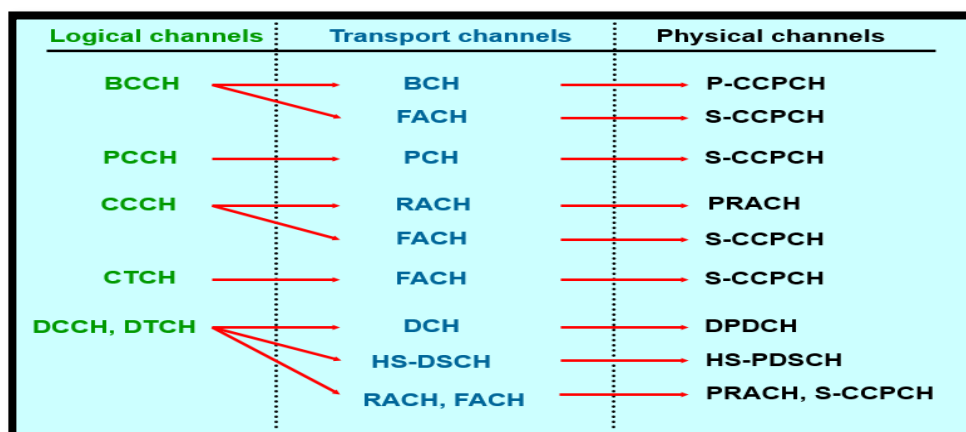 Logical channels Transport channels Physical channels
BCCH BCH P-CCPCH
FACH S-CCPCH
PCCH PCH S-CCPCH
CCCH RACH PRACH
FACH S-CCPCH
CTCH FACH S-CCPCH
DCCH, DTCH DCH DPDCH
HS-DSCH HS-PDSCH
RACH, FACH PRACH, S-CCPCH